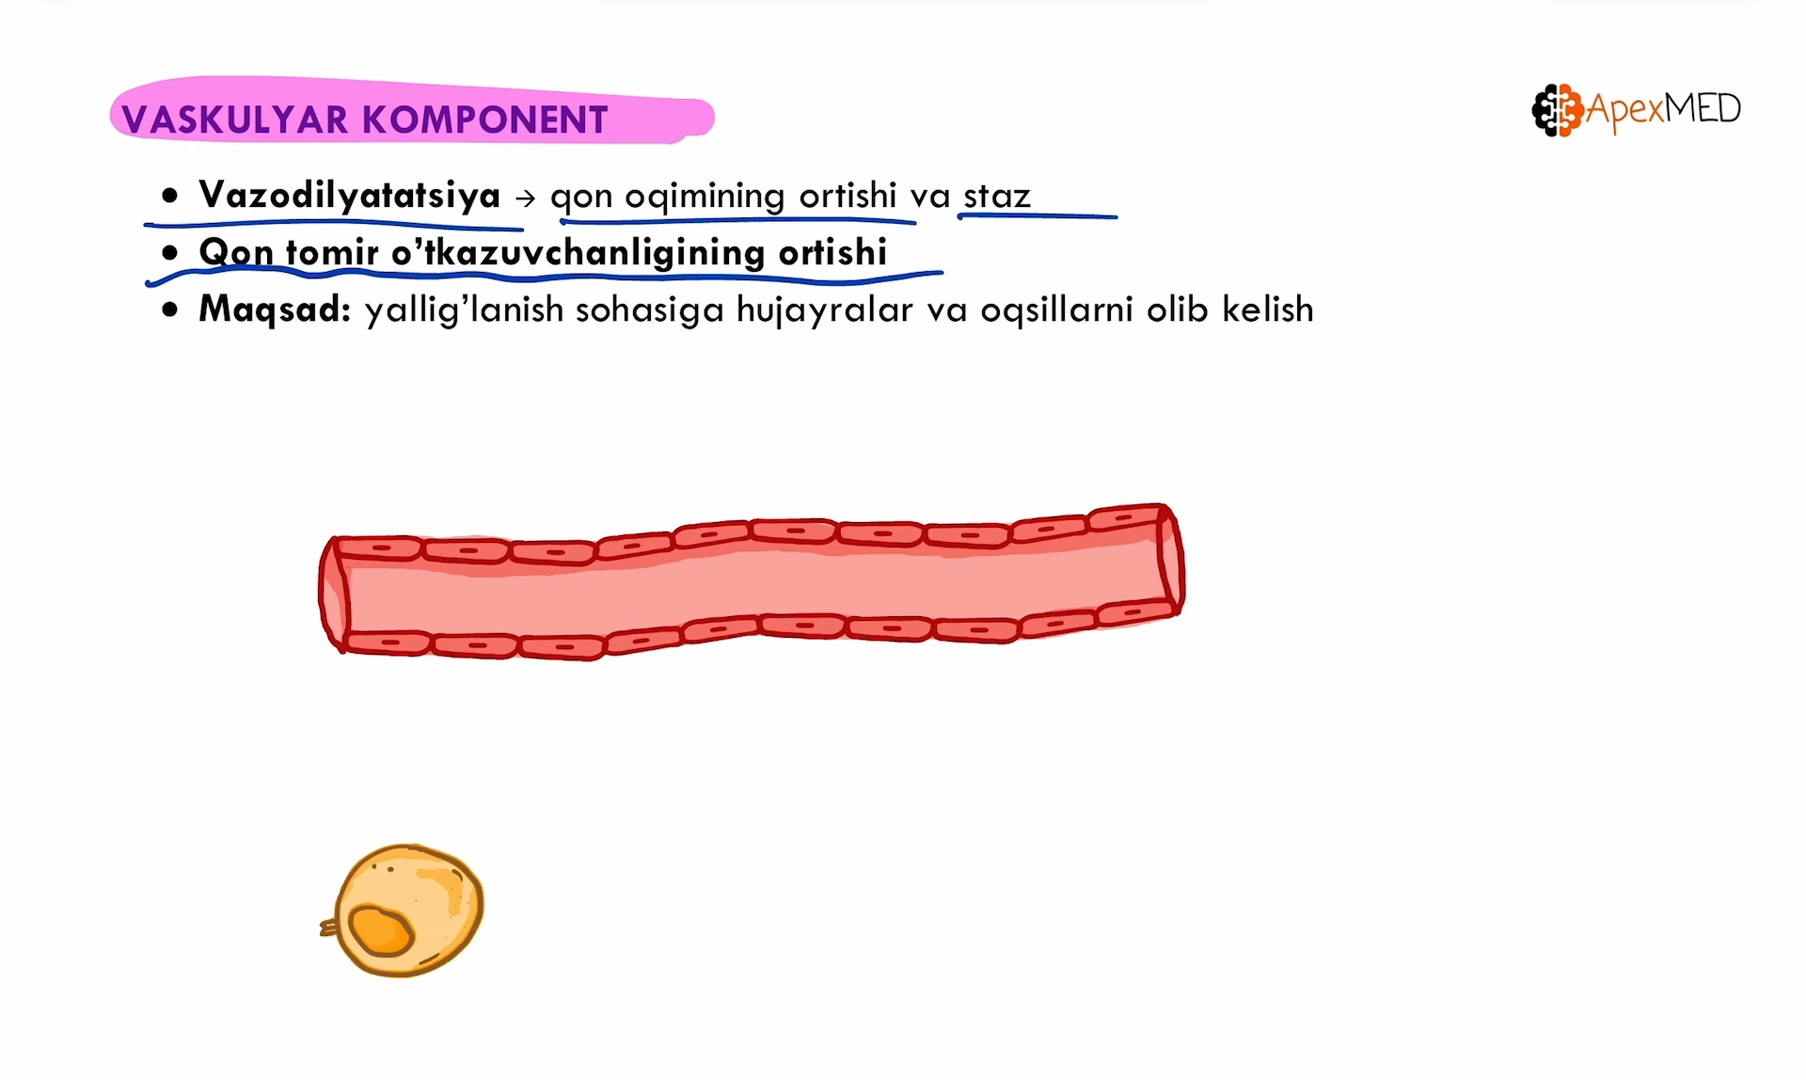 VASKULYAR KOMPONENT
ApexMED
• Vazodilyatatsiya → qon oqimining ortishi va staz
• Qon tomir o’tkazuvchanligining ortishi
• Maqsad: yallig’lanish sohasiga hujayralar va oqsillarni olib kelish